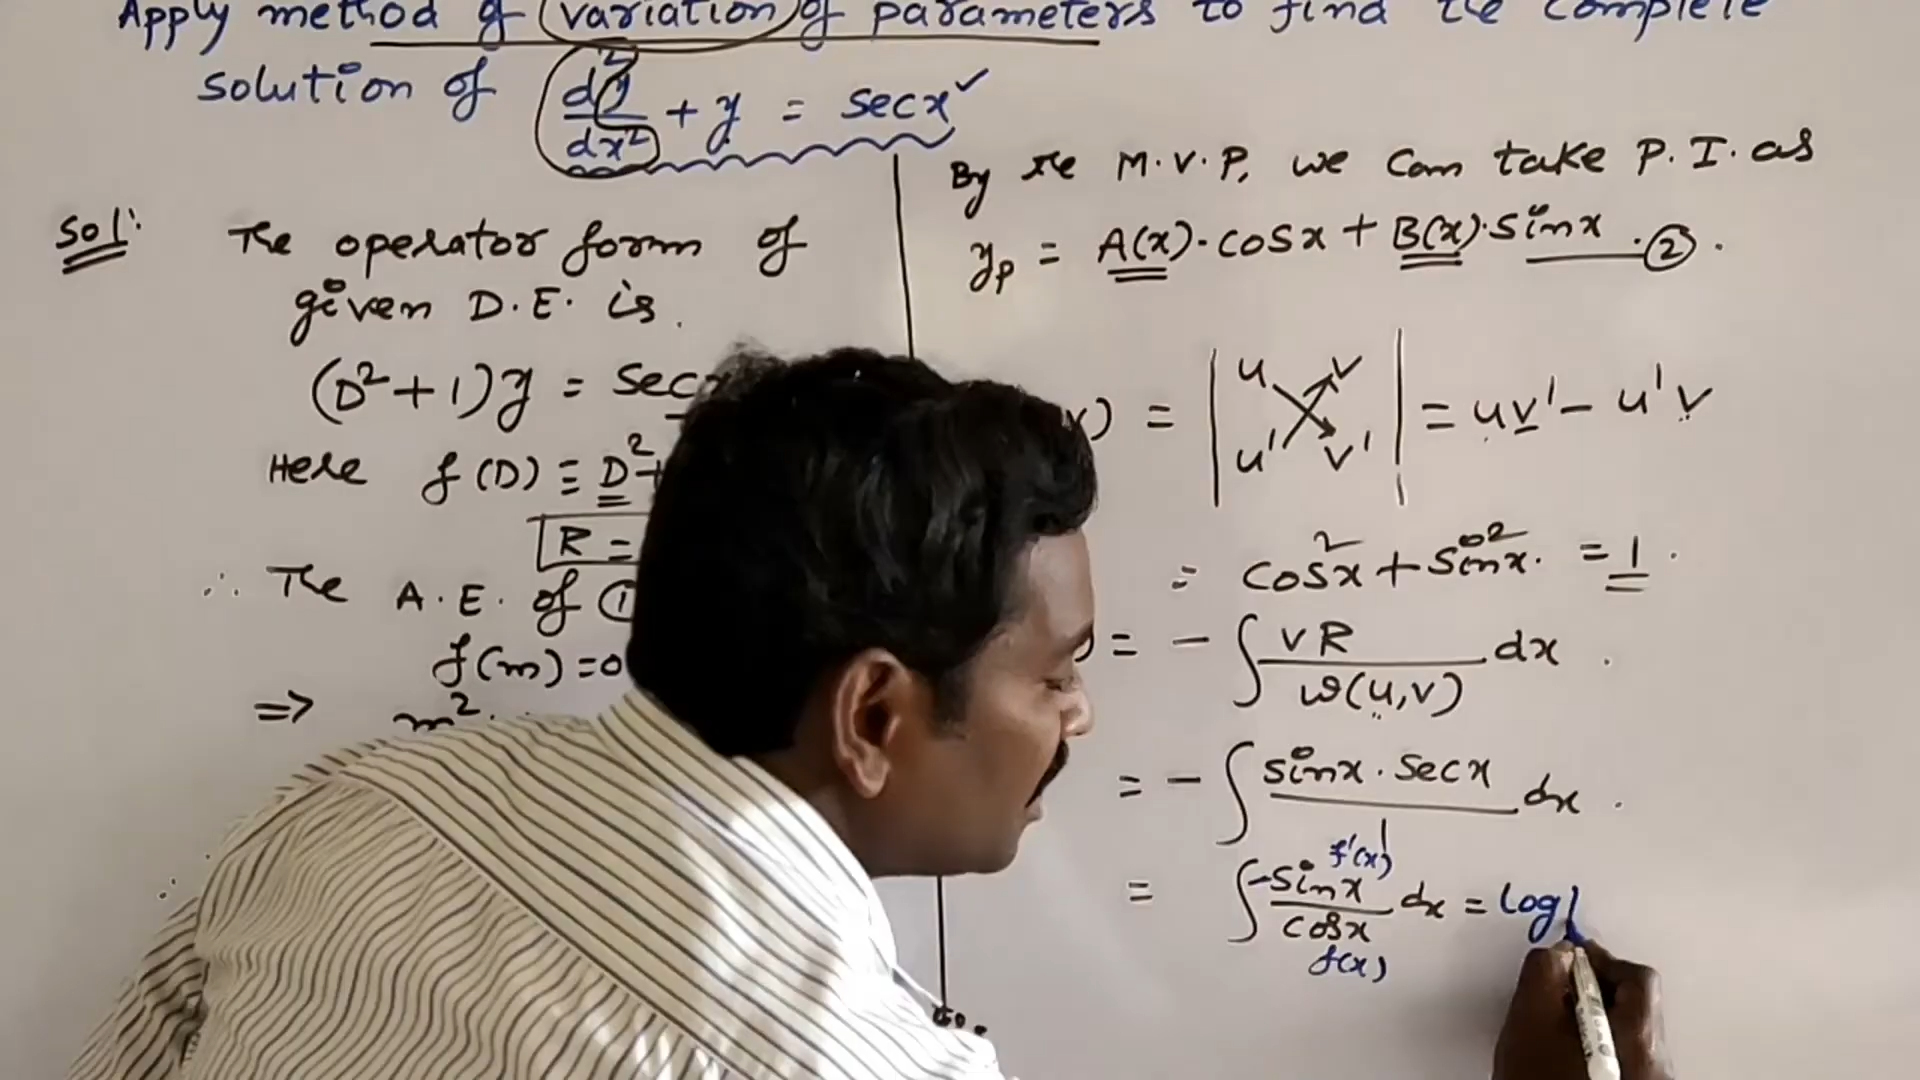 Apply method of variation of parameters to find the complete
solution of d²y/dx² + y = secx ✓
Sol:
The operator form of
given D.E. is
(D²+1)y = sec
Here f(D) ≡ D²+
R =
∴ The A.E. of ①
f(m)=0
⇒ m²
By the M.V.P, we can take P.I. as
y_p = A(x)·cosx + B(x)·sinx. ②.
v) = | u v | = uv' - u'v
| u' v' |
= cos²x + sin²x. = 1.
= - ∫ vR / w(u,v) dx.
= - ∫ sinx·secx / 1 dx.
f'(x)
= ∫ -sinx / cosx dx = log|
f(x)